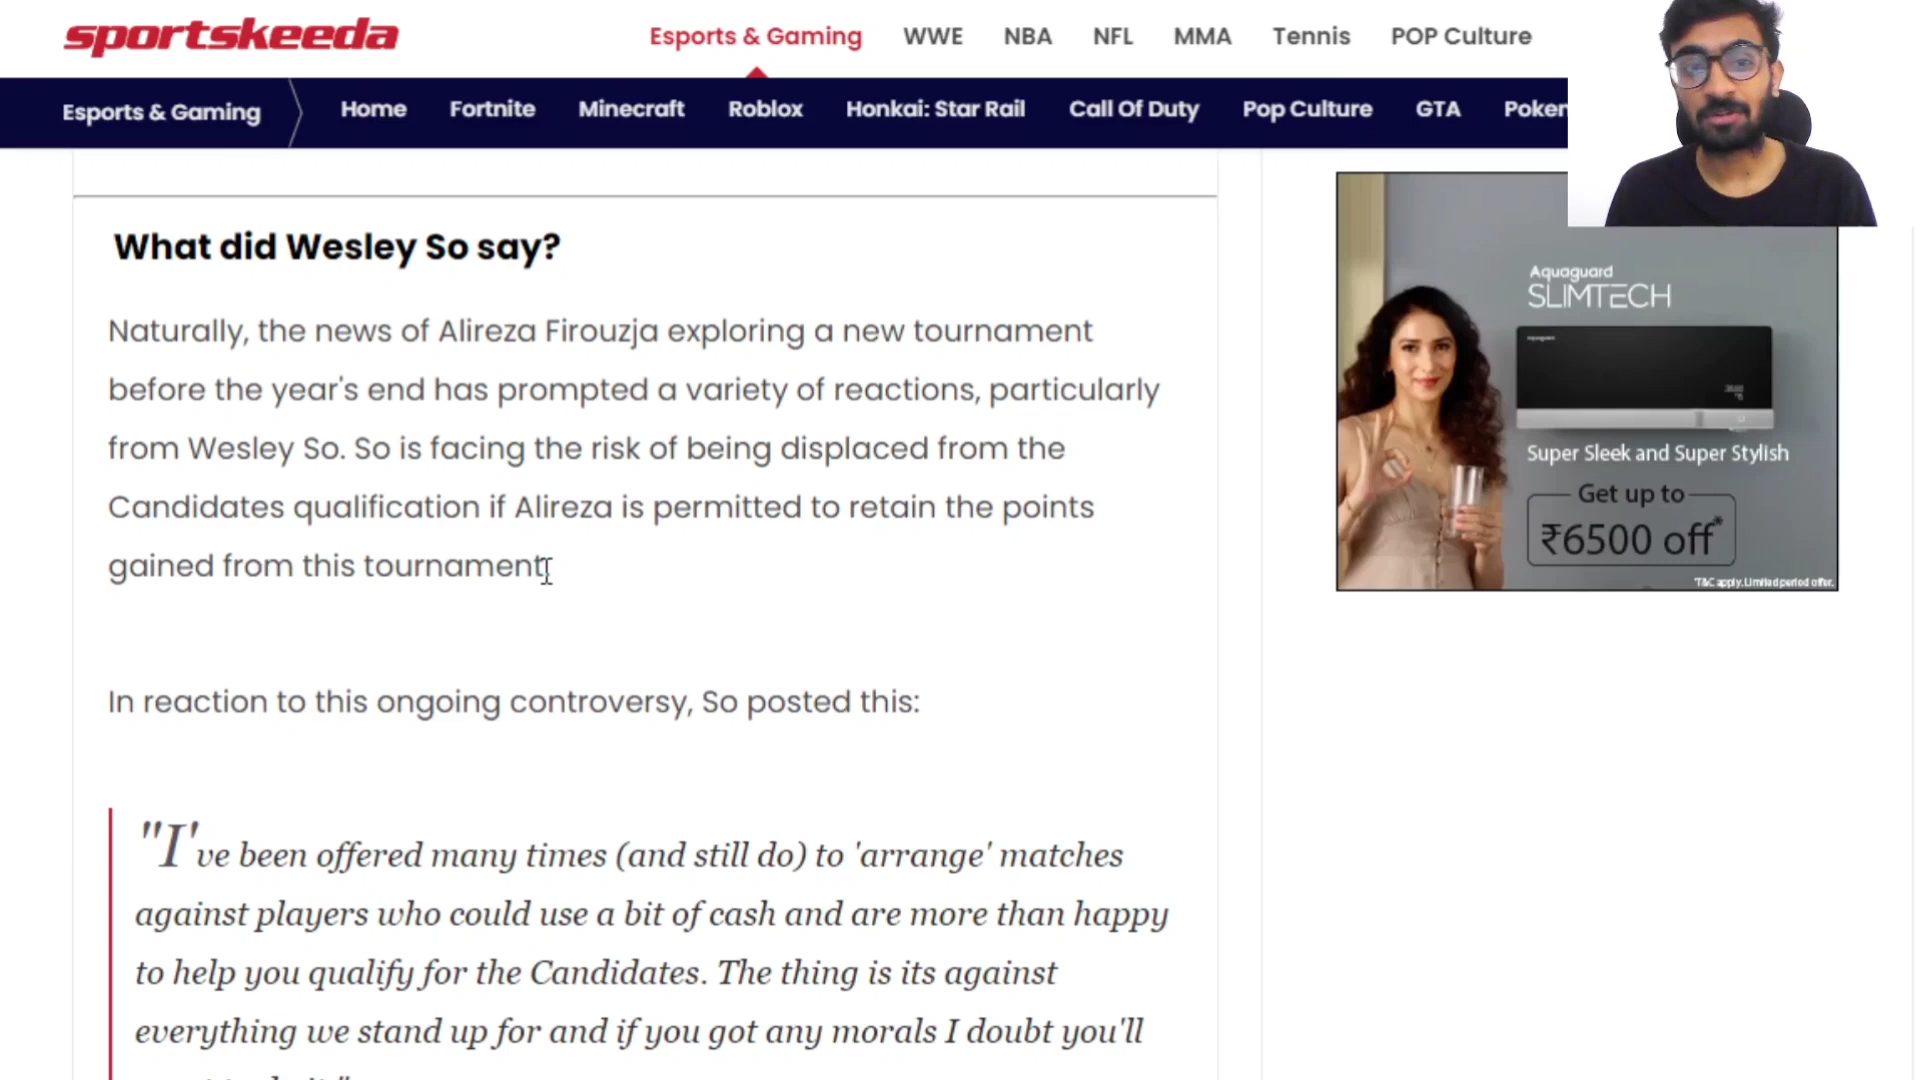 sportskeeda
Esports & Gaming WWE NBA NFL MMA Tennis POP Culture
Esports & Gaming Home Fortnite Minecraft Roblox Honkai: Star Rail Call Of Duty Pop Culture GTA
What did Wesley So say?
Naturally, the news of Alireza Firouzja exploring a new tournament
before the year's end has prompted a variety of reactions, particularly
from Wesley So. So is facing the risk of being displaced from the
Candidates qualification if Alireza is permitted to retain the points
gained from this tournament.
In reaction to this ongoing controversy, So posted this:
"I've been offered many times (and still do) to 'arrange' matches
against players who could use a bit of cash and are more than happy
to help you qualify for the Candidates. The thing is its against
everything we stand up for and if you got any morals I doubt you'll
Aquaguard
SLIMTECH
Super Sleek and Super Stylish
Get up to
₹6500 off*
*T&C apply. Limited period offer.